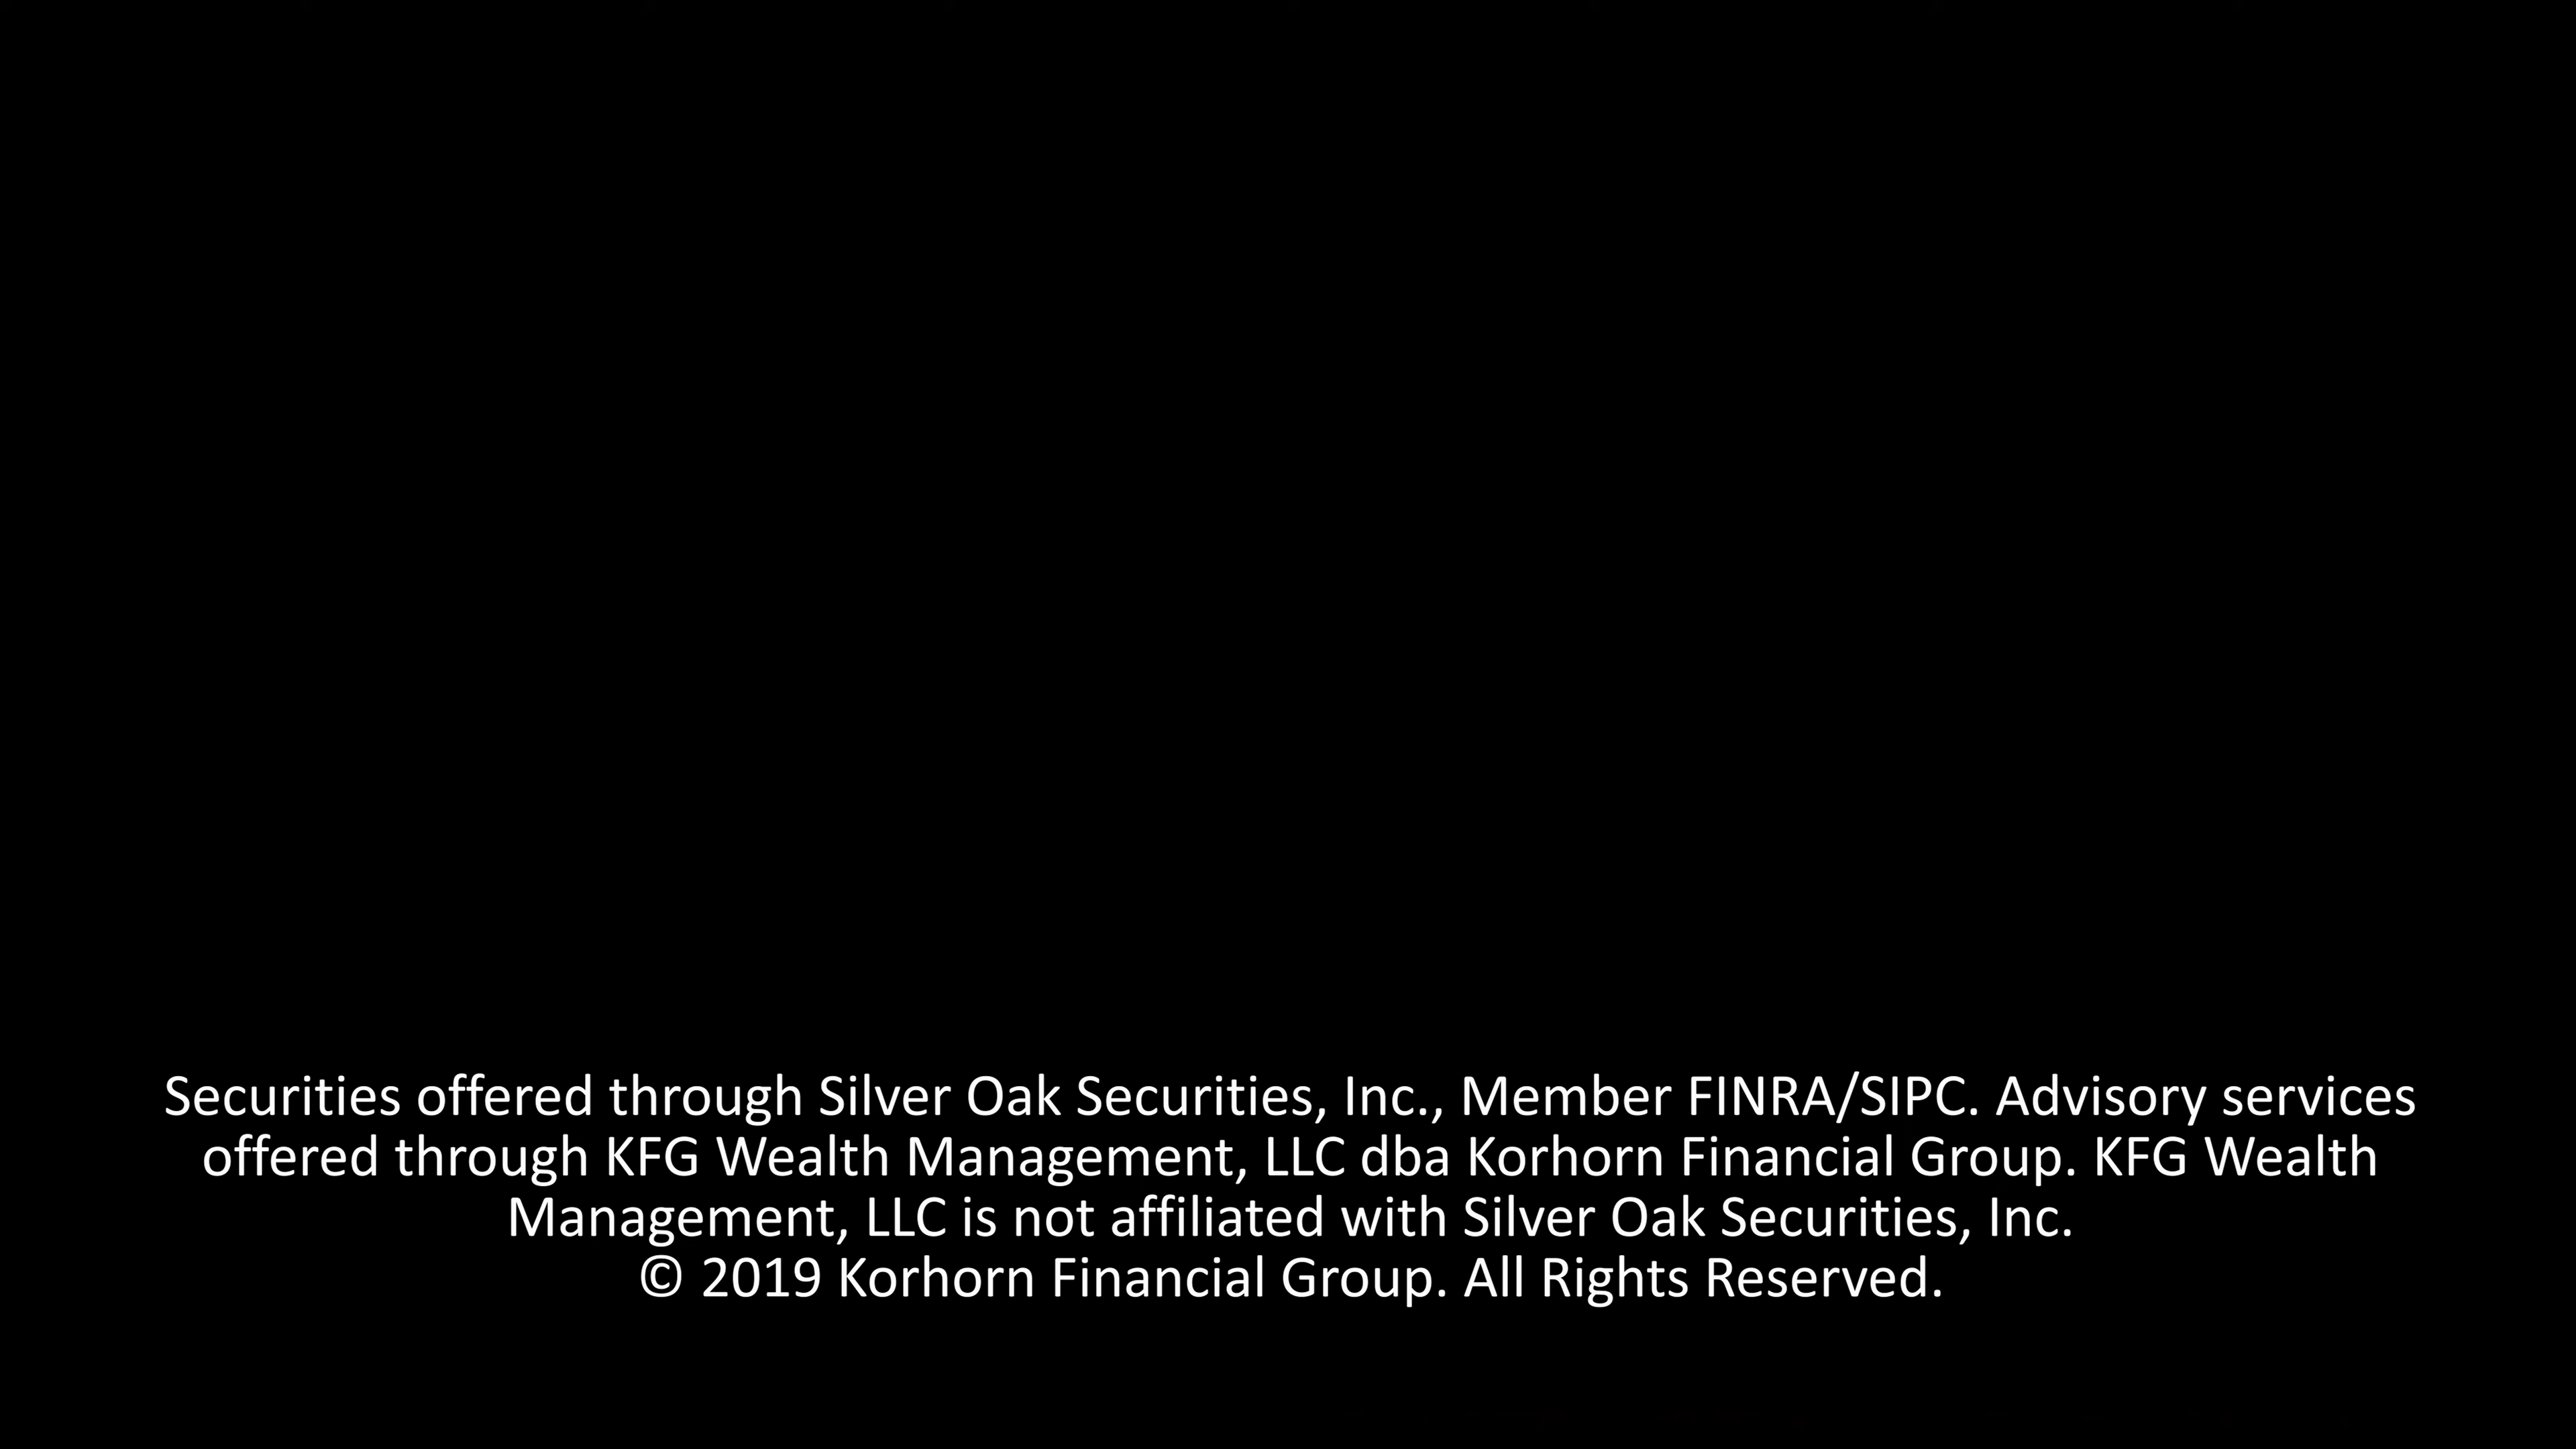 Securities offered through Silver Oak Securities, Inc., Member FINRA/SIPC. Advisory services
offered through KFG Wealth Management, LLC dba Korhorn Financial Group. KFG Wealth
Management, LLC is not affiliated with Silver Oak Securities, Inc.
© 2019 Korhorn Financial Group. All Rights Reserved.